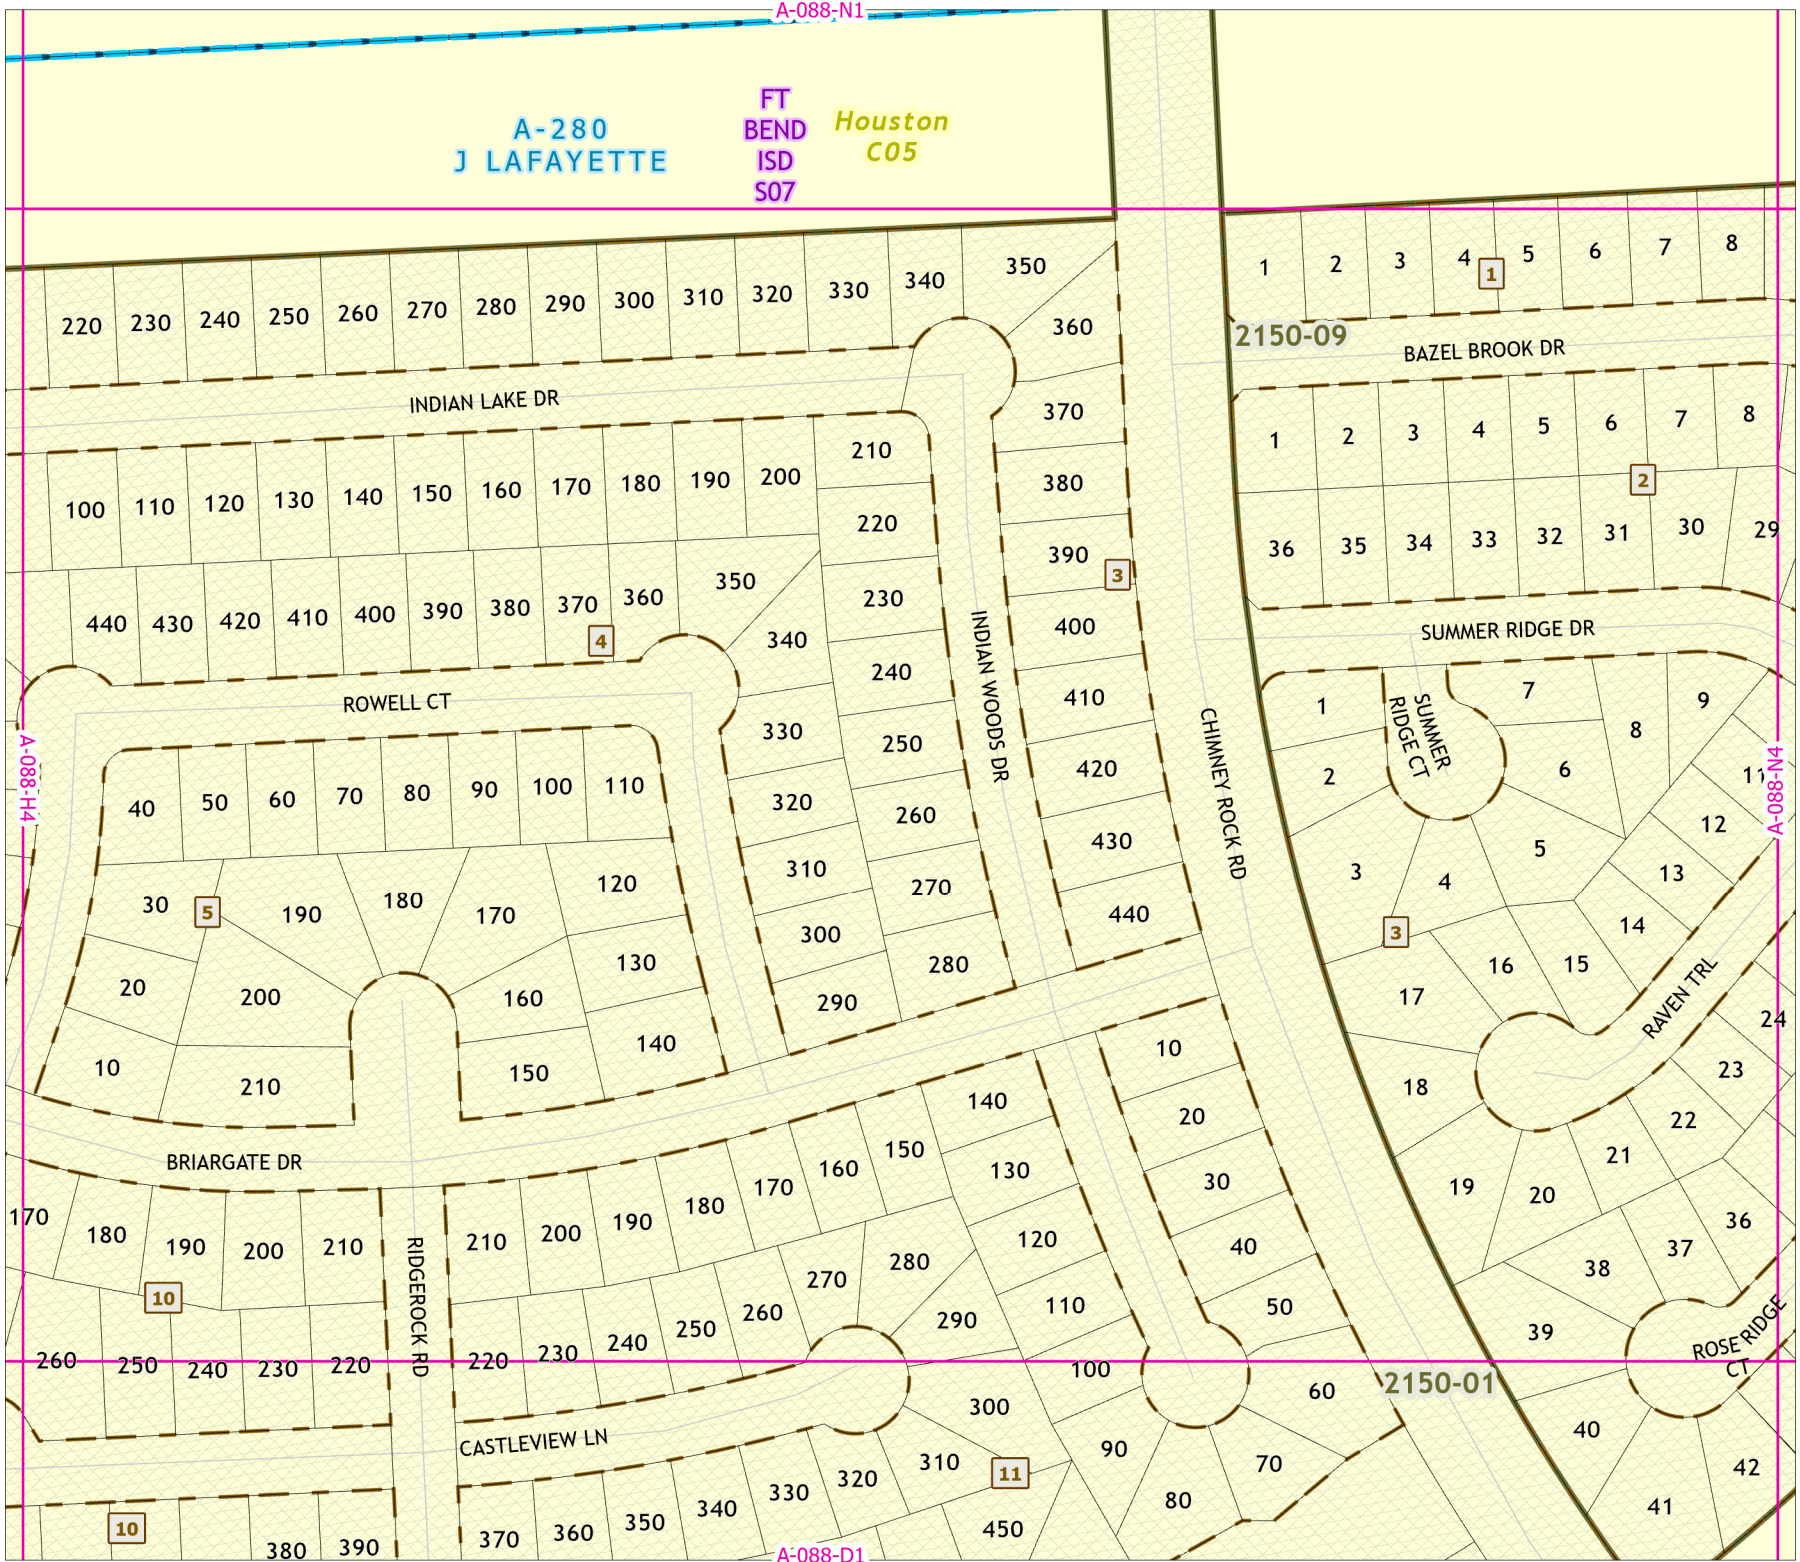 A-088-N1
A-280
J LAFAYETTE
FT
BEND
ISD
S07
Houston
C05
220 230 240 250 260 270 280 290 300 310 320 330 340 350
360
1 2 3 4 5 6 7 8
1
2150-09
BAZEL BROOK DR
INDIAN LAKE DR
370
380
390
3
400
410
420
430
440
100 110 120 130 140 150 160 170 180 190 200
210
220
230
240
250
260
270
280
1 2 3 4 5 6 7 8
2
36 35 34 33 32 31 30 29
SUMMER RIDGE DR
440 430 420 410 400 390 380 370 360 350
4
340
330
320
310
300
290
ROWELL CT
INDIAN WOODS DR
CHIMNEY ROCK RD
A-088-H4
A-088-N4
SUMMER
RIDGE CT
1
2
3
4
5
6
7
8
9
11
12
13
14
15
16
17
3
18
19
20
21
22
23
24
RAVEN TRL
36
37
38
39
40
41
42
ROSE RIDGE
CT
40 50 60 70 80 90 100 110
30
5
190 180 170
120
20
200
160
130
10
210
150
140
BRIARGATE DR
170 180 190 200 210
10
260 250 240 230 220
RIDGEROCK RD
210 200 190 180 170 160 150 140
130
120
110
100
90
80
70
60
50
40
30
20
10
220 230 240 250 260 270 280
290
300
310
11
CASTLEVIEW LN
2150-01
10
380 390
370 360 350 340 330 320
450
A-088-D1